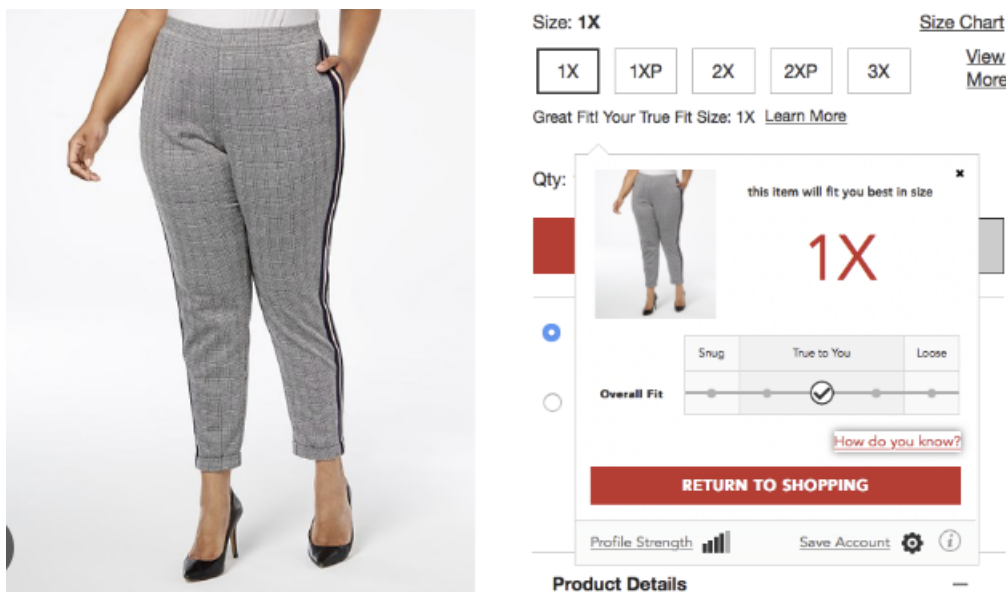 Size: 1X
Size Chart
1X
1XP
2X
2XP
3X
View
More
Great Fit! Your True Fit Size: 1X Learn More
Qty:
this item will fit you best in size
1X
Snug
True to You
Loose
Overall Fit
How do you know?
RETURN TO SHOPPING
Profile Strength
Save Account
Product Details